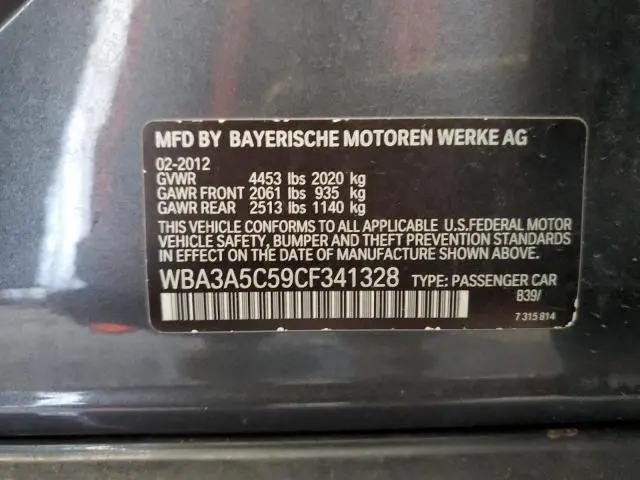 MFD BY BAYERISCHE MOTOREN WERKE AG
02-2012
GVWR 4453 lbs 2020 kg
GAWR FRONT 2061 lbs 935 kg
GAWR REAR 2513 lbs 1140 kg
THIS VEHICLE CONFORMS TO ALL APPLICABLE U.S.FEDERAL MOTOR
VEHICLE SAFETY, BUMPER AND THEFT PREVENTION STANDARDS
IN EFFECT ON THE DATE OF MANUFACTURE SHOWN ABOVE.
WBA3A5C59CF341328 TYPE: PASSENGER CAR
B39/
7 315 814